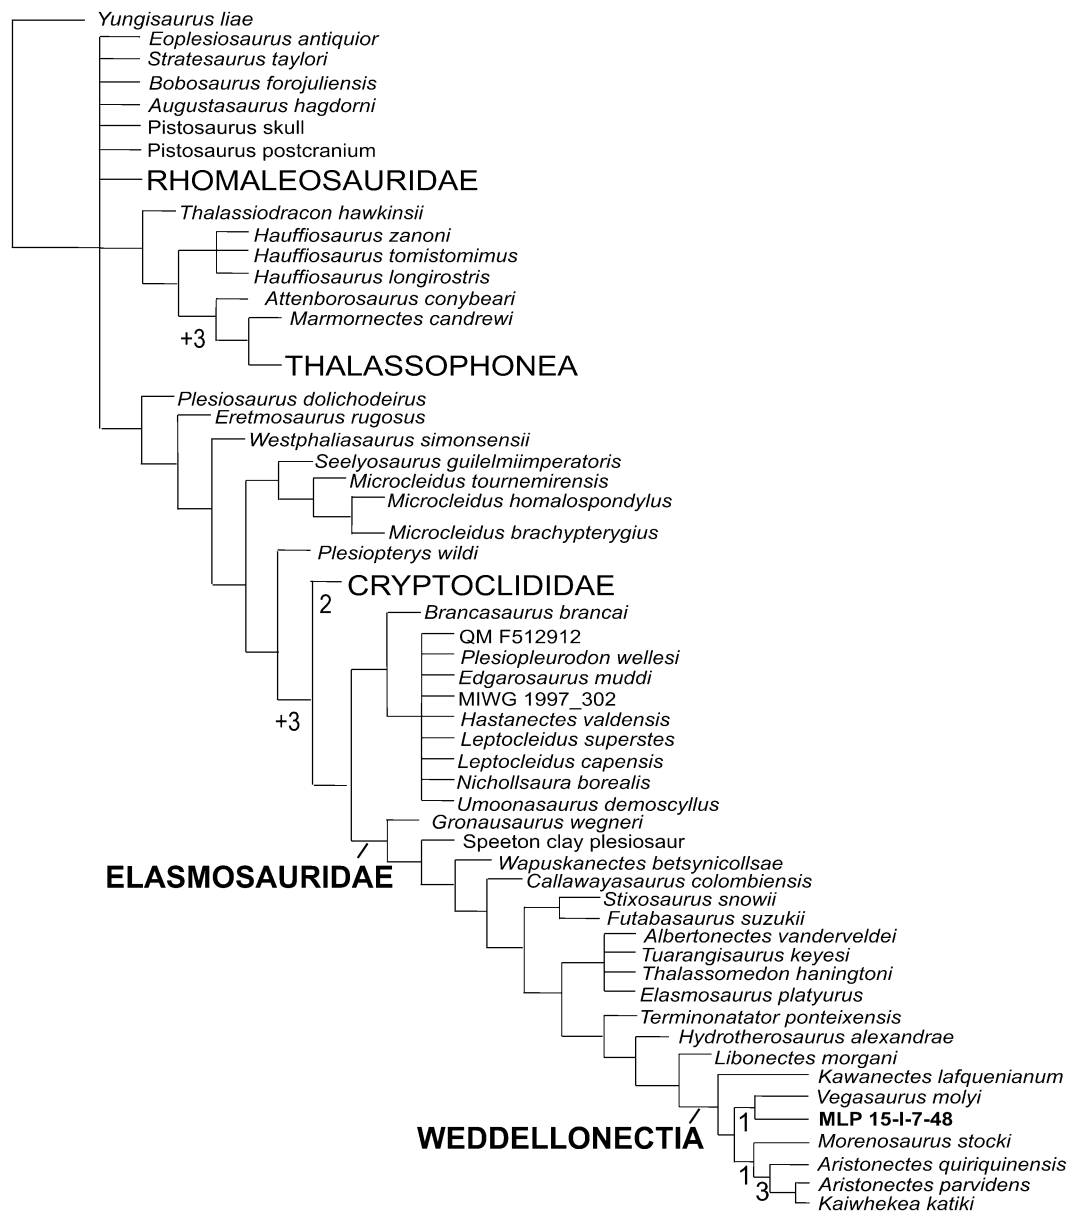 Yungisaurus liae
Eoplesiosaurus antiquior
Stratesaurus taylori
Bobosaurus forojuliensis
Augustasaurus hagdorni
Pistosaurus skull
Pistosaurus postcranium
RHOMALEOSAURIDAE
Thalassiodracon hawkinsii
Hauffiosaurus zanoni
Hauffiosaurus tomistomimus
Hauffiosaurus longirostris
Attenborosaurus conybeari
Marmornectes candrewi
+3
THALASSOPHONEA
Plesiosaurus dolichodeirus
Eretmosaurus rugosus
Westphaliasaurus simonsensii
Seelyosaurus guilelmiimperatoris
Microcleidus tournemirensis
Microcleidus homalospondylus
Microcleidus brachypterygius
Plesiopterys wildi
CRYPTOCLIDIDAE
2
Brancasaurus brancai
QM F512912
Plesiopleurodon wellesi
Edgarosaurus muddi
MIWG 1997_302
Hastanectes valdensis
+3
Leptocleidus superstes
Leptocleidus capensis
Nichollsaura borealis
Umoonasaurus demoscyllus
Gronausaurus wegneri
Speeton clay plesiosaur
Wapuskanectes betsynicollsae
ELASMOSAURIDAE
Callawayasaurus colombiensis
Stixosaurus snowii
Futabasaurus suzukii
Albertonectes vanderveldei
Tuarangisaurus keyesi
Thalassomedon haningtoni
Elasmosaurus platyurus
Terminonatator ponteixensis
Hydrotherosaurus alexandrae
Libonectes morgani
Kawanectes lafquenianum
Vegasaurus molyi
1
MLP 15-I-7-48
WEDDELLONECTIA
Morenosaurus stocki
Aristonectes quiriquinensis
1
Aristonectes parvidens
3
Kaiwhekea katiki